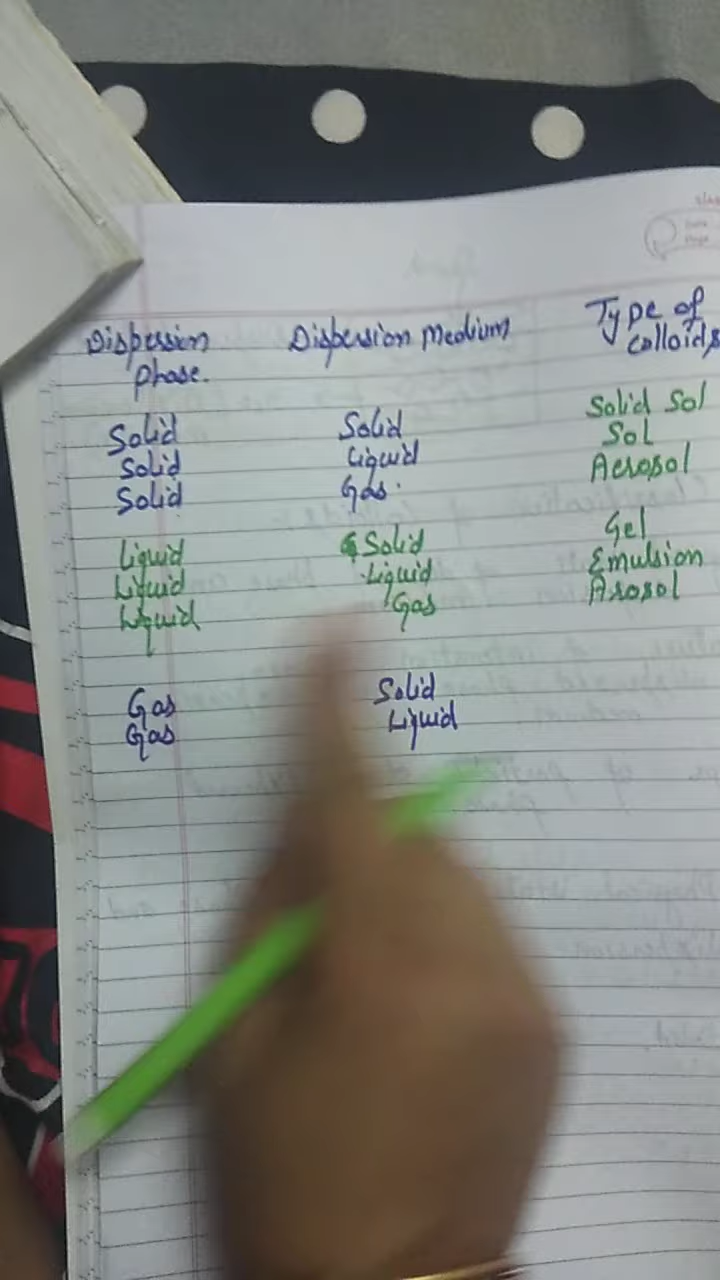 Dispersion Dispersion Medium Type of
phase. colloids
Solid Solid Solid Sol
Solid Liquid Sol
Solid Gas. Aerosol
Liquid Solid Gel
Liquid Liquid Emulsion
Liquid Gas Arosol
Gas Solid
Gas Liquid